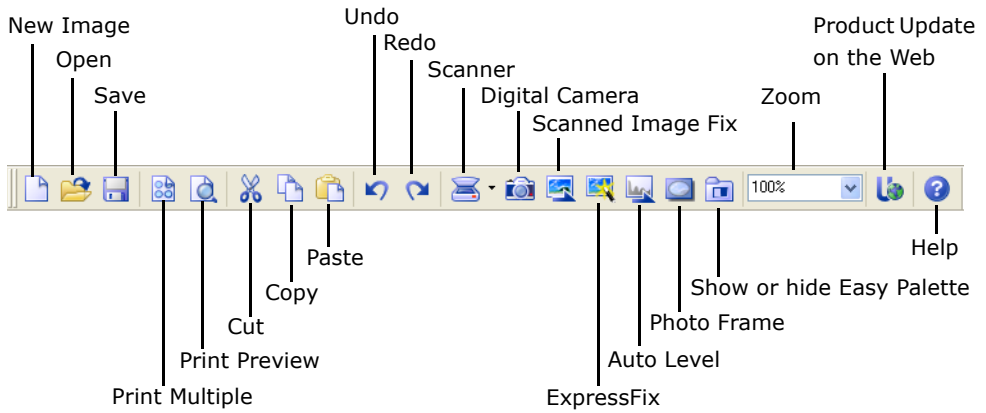 New Image
Open
Save
Undo
Redo
Scanner
Digital Camera
Scanned Image Fix
Zoom
Product Update
on the Web
100%
Help
Show or hide Easy Palette
Photo Frame
Auto Level
ExpressFix
Paste
Copy
Cut
Print Preview
Print Multiple